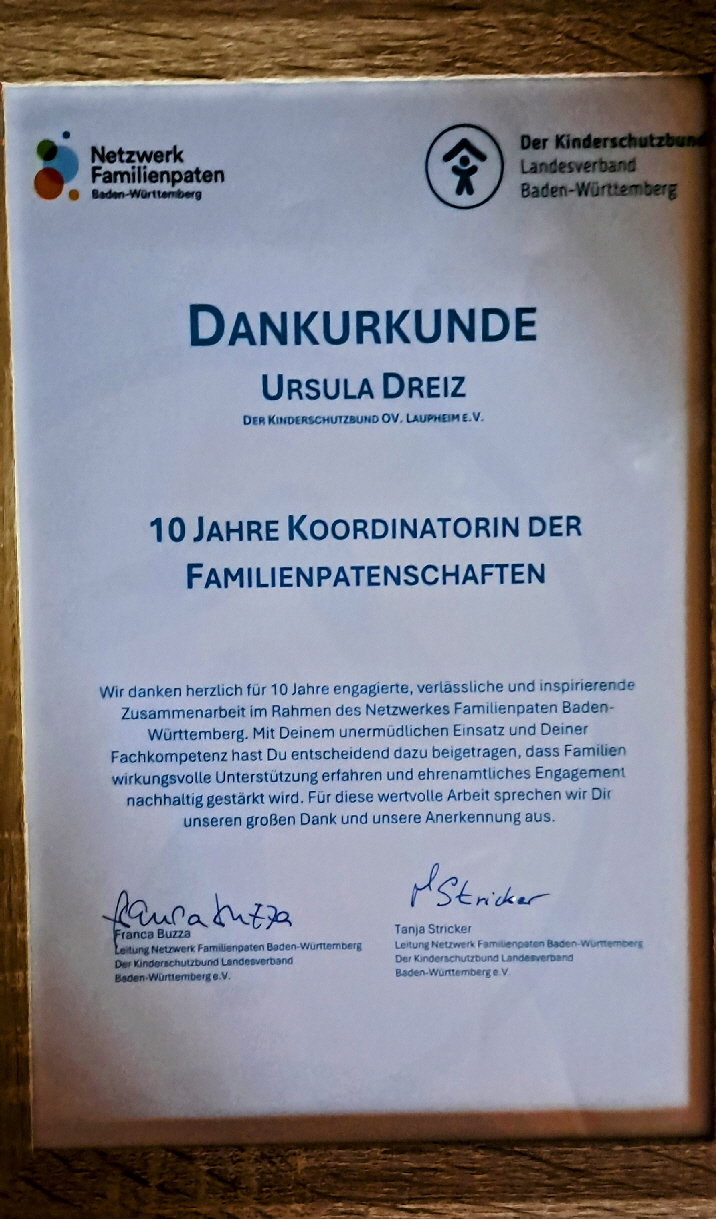 Netzwerk
Familienpaten
Baden-Württemberg
Der Kinderschutzbund
Landesverband
Baden-Württemberg
DANKURKUNDE
URSULA DREIZ
DER KINDERSCHUTZBUND OV. LAUPHEIM E.V.
10 JAHRE KOORDINATORIN DER
FAMILIENPATENSCHAFTEN
Wir danken herzlich für 10 Jahre engagierte, verlässliche und inspirierende
Zusammenarbeit im Rahmen des Netzwerkes Familienpaten Baden-
Württemberg. Mit Deinem unermüdlichen Einsatz und Deiner
Fachkompetenz hast Du entscheidend dazu beigetragen, dass Familien
wirkungsvolle Unterstützung erfahren und ehrenamtliches Engagement
nachhaltig gestärkt wird. Für diese wertvolle Arbeit sprechen wir Dir
unseren großen Dank und unsere Anerkennung aus.
Franca Buzza
Franca Buzza
Leitung Netzwerk Familienpaten Baden-Württemberg
Der Kinderschutzbund Landesverband
Baden-Württemberg e.V.
Stricker
Tanja Stricker
Leitung Netzwerk Familienpaten Baden-Württemberg
Der Kinderschutzbund Landesverband
Baden-Württemberg e.V.